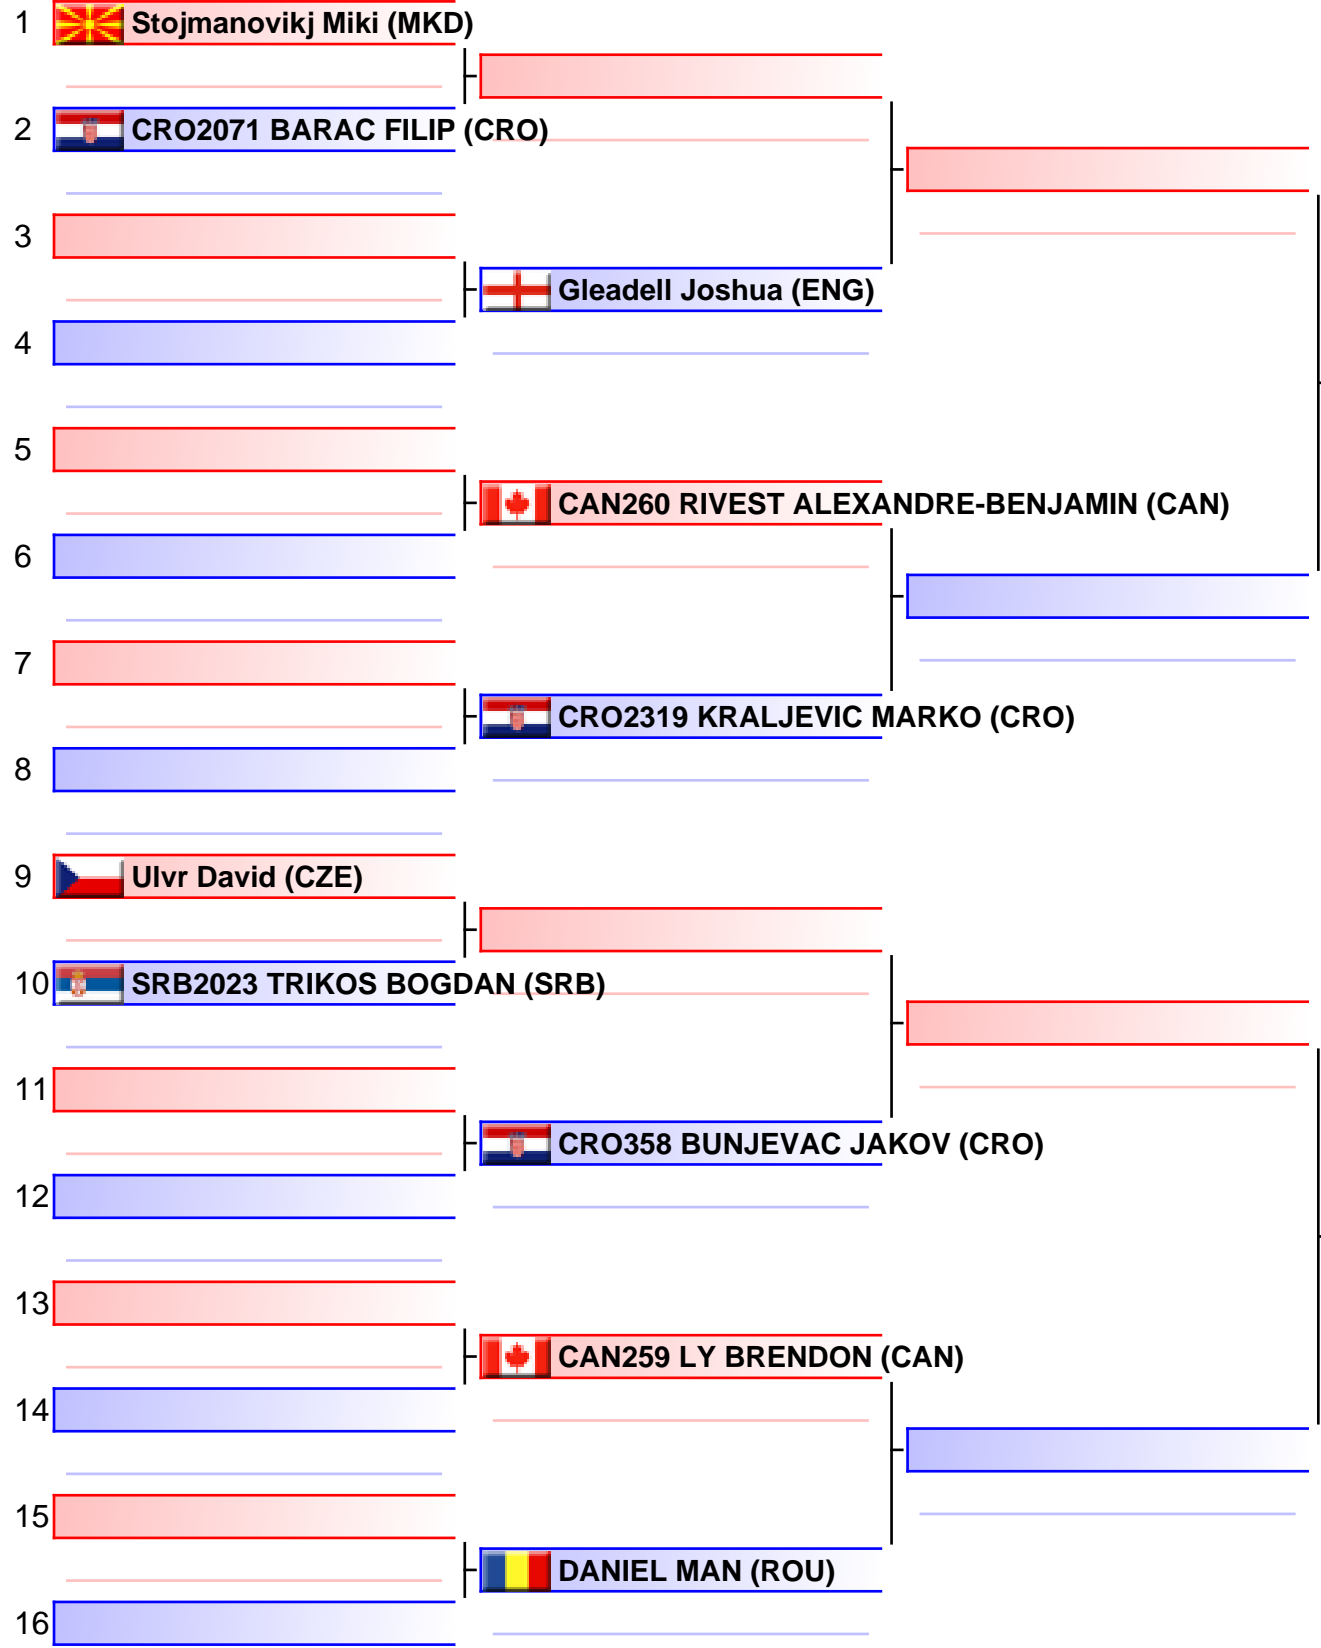 1 Stojmanovikj Miki (MKD)
2 CRO2071 BARAC FILIP (CRO)
3
Gleadell Joshua (ENG)
4
5
CAN260 RIVEST ALEXANDRE-BENJAMIN (CAN)
6
7
CRO2319 KRALJEVIC MARKO (CRO)
8
9 Ulvr David (CZE)
10 SRB2023 TRIKOS BOGDAN (SRB)
11
CRO358 BUNJEVAC JAKOV (CRO)
12
13
CAN259 LY BRENDON (CAN)
14
15
DANIEL MAN (ROU)
16